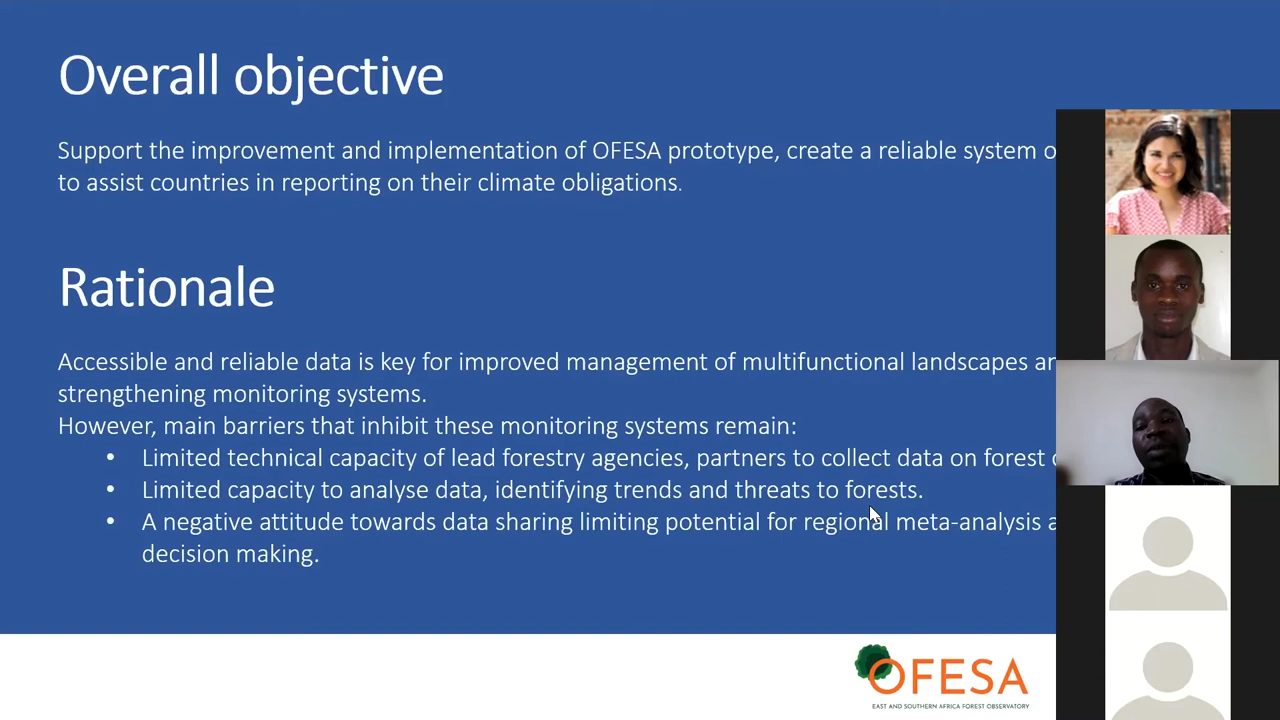 Overall objective
Support the improvement and implementation of OFESA prototype, create a reliable system
to assist countries in reporting on their climate obligations.
Rationale
Accessible and reliable data is key for improved management of multifunctional landscapes
strengthening monitoring systems.
However, main barriers that inhibit these monitoring systems remain:
• Limited technical capacity of lead forestry agencies, partners to collect data on forest
• Limited capacity to analyse data, identifying trends and threats to forests.
• A negative attitude towards data sharing limiting potential for regional meta-analysis
decision making.
OFESA
EAST AND SOUTHERN AFRICA FOREST OBSERVATORY